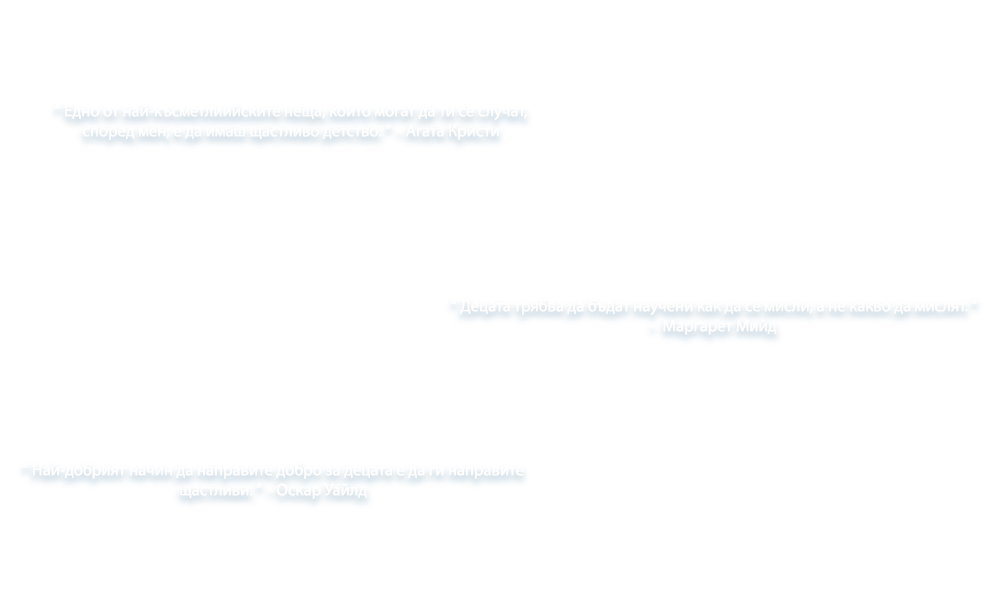 " Едно от най-късметлиййските неща, които могат да ти се случат,
според мен, е да имаш щастливо детство. " - Агата Кристи
" Децата трябва да бъдат научени как да се мисли, а не какво да мислят. "
- Маргарет Мийд
" Най-добрият начин да направите добро за децата е да ги направите
щастливи. " - Оскар Уайлд